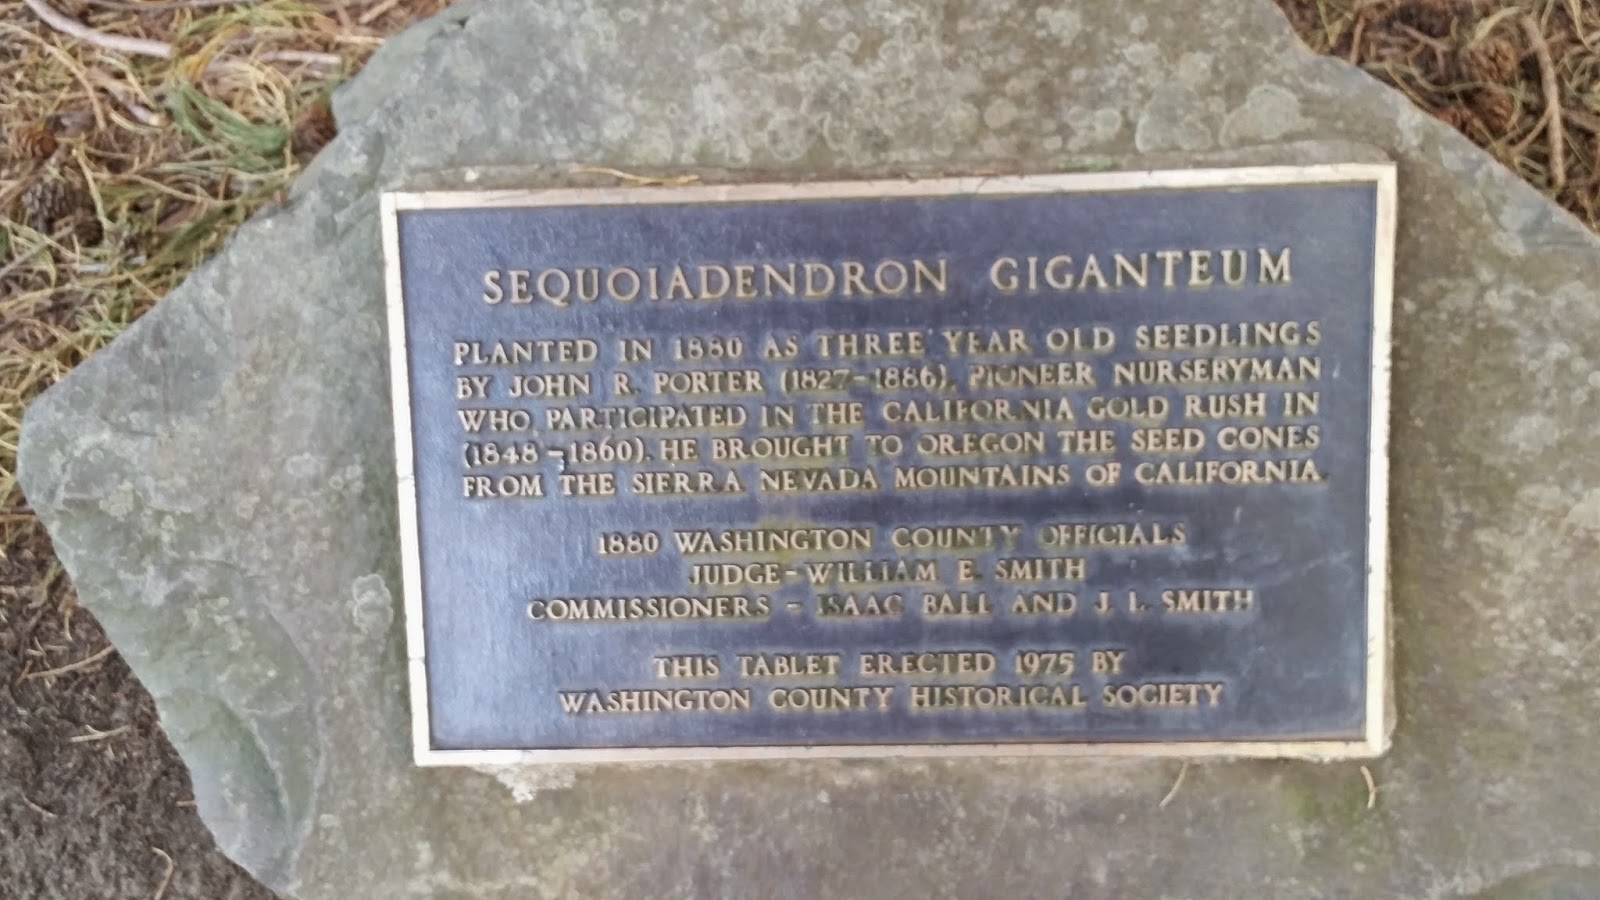 SEQUOIADENDRON GIGANTEUM
PLANTED IN 1880 AS THREE YEAR OLD SEEDLINGS
BY JOHN R. PORTER (1827-1886), PIONEER NURSERYMAN
WHO PARTICIPATED IN THE CALIFORNIA GOLD RUSH IN
(1848-1860). HE BROUGHT TO OREGON THE SEED CONES
FROM THE SIERRA NEVADA MOUNTAINS OF CALIFORNIA.
1880 WASHINGTON COUNTY OFFICIALS
JUDGE-WILLIAM E. SMITH
COMMISSIONERS - ISAAC BALL AND J. L. SMITH
THIS TABLET ERECTED 1975 BY
WASHINGTON COUNTY HISTORICAL SOCIETY